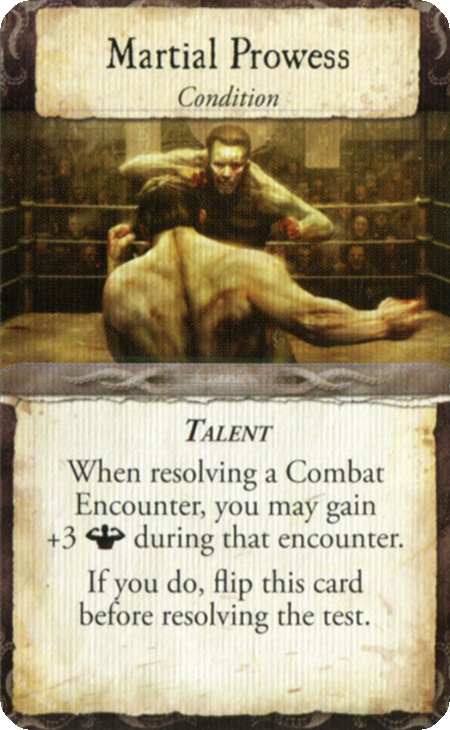 Martial Prowess
Condition
TALENT
When resolving a Combat
Encounter, you may gain
+3 during that encounter.
If you do, flip this card
before resolving the test.